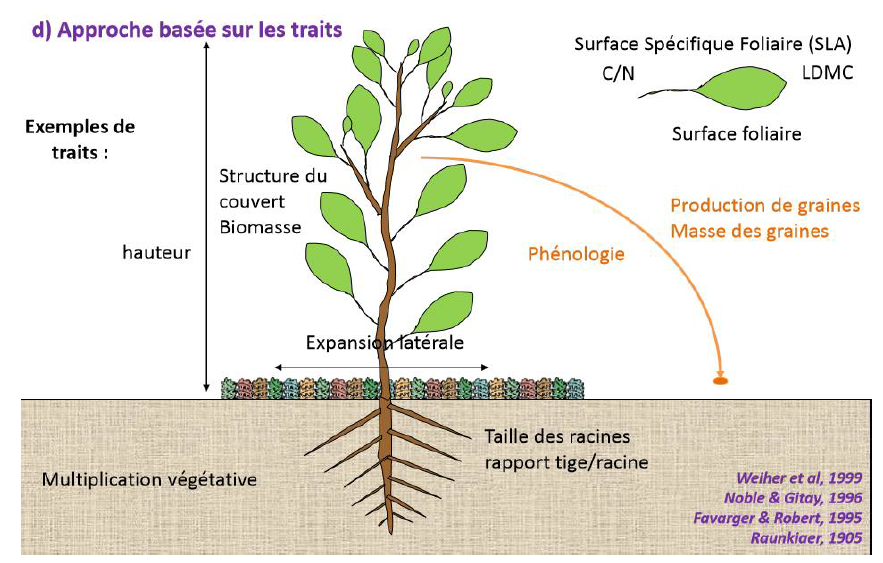 d) Approche basée sur les traits
Exemples de
traits :
hauteur
Structure du
couvert
Biomasse
Surface Spécifique Foliaire (SLA)
C/N
LDMC
Surface foliaire
Production de graines
Masse des graines
Phénologie
Expansion latérale
Taille des racines
rapport tige/racine
Multiplication végétative
Weiher et al, 1999
Noble & Gitay, 1996
Favarger & Robert, 1995
Raunkiaer, 1905